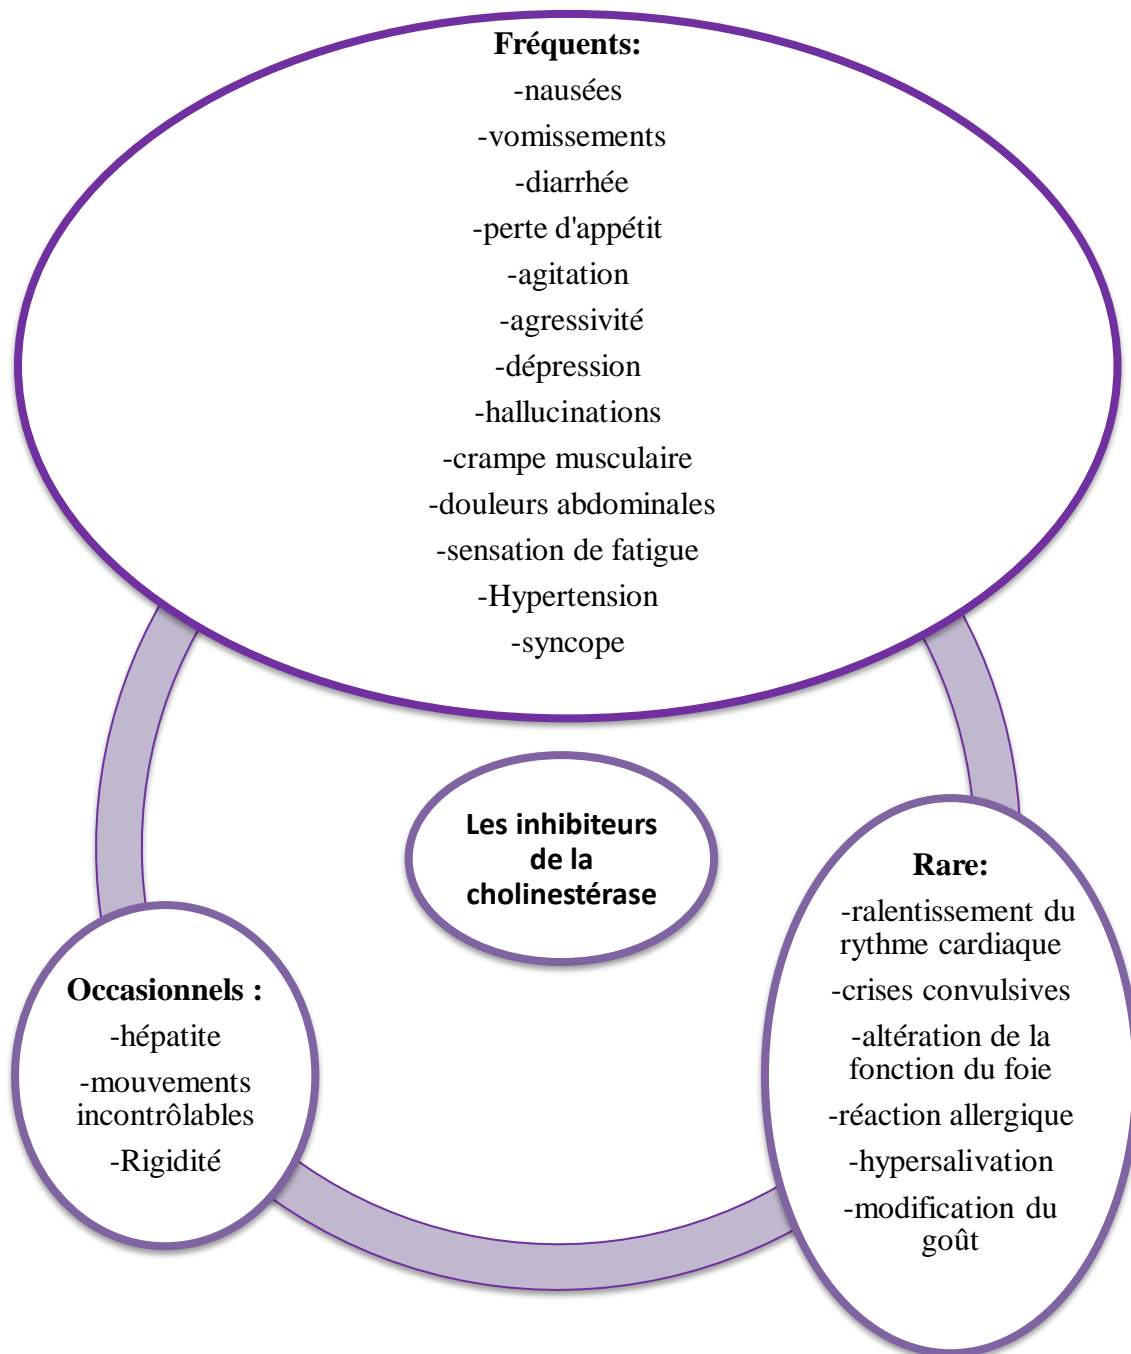 Fréquents:
-nausées
-vomissements
-diarrhée
-perte d'appétit
-agitation
-agressivité
-dépression
-hallucinations
-crampe musculaire
-douleurs abdominales
-sensation de fatigue
-Hypertension
-syncope
Les inhibiteurs
de la
cholinestérase
Rare:
-ralentissement du
rythme cardiaque
-crises convulsives
-altération de la
fonction du foie
-réaction allergique
-hypersalivation
-modification du
goût
Occasionnels :
-hépatite
-mouvements
incontrôlables
-Rigidité